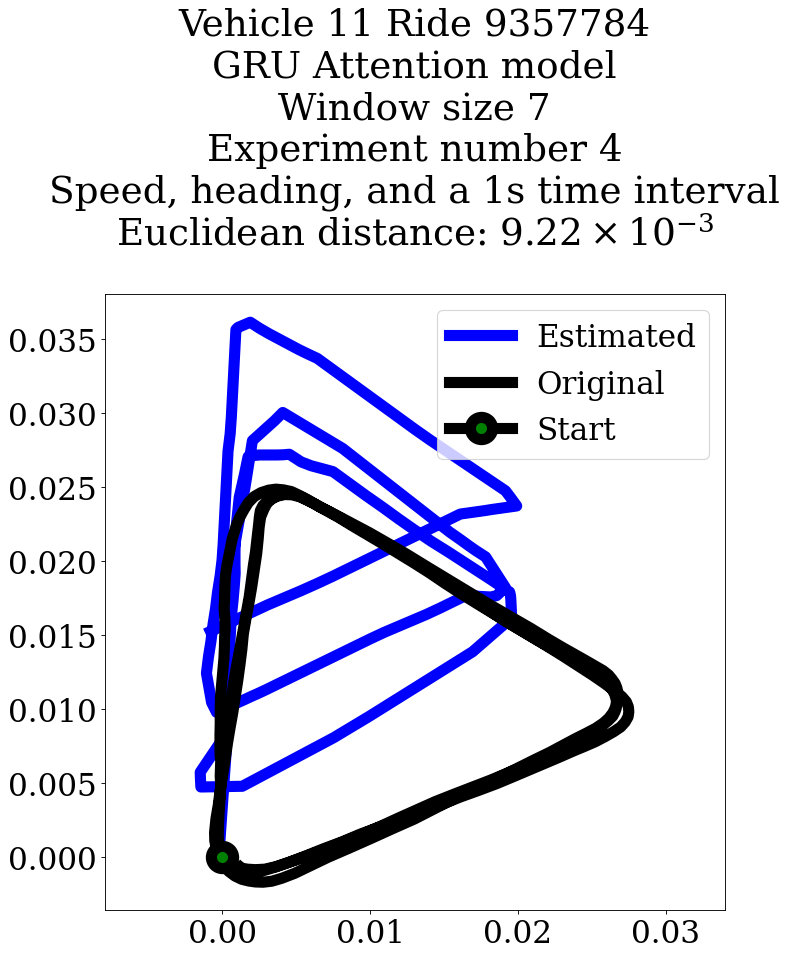 Vehicle 11 Ride 9357784
GRU Attention model
Window size 7
Experiment number 4
Speed, heading, and a 1s time interval
Euclidean distance: 9.22 × 10⁻³
Estimated
Original
Start
0.035
0.030
0.025
0.020
0.015
0.010
0.005
0.000
0.00 0.01 0.02 0.03